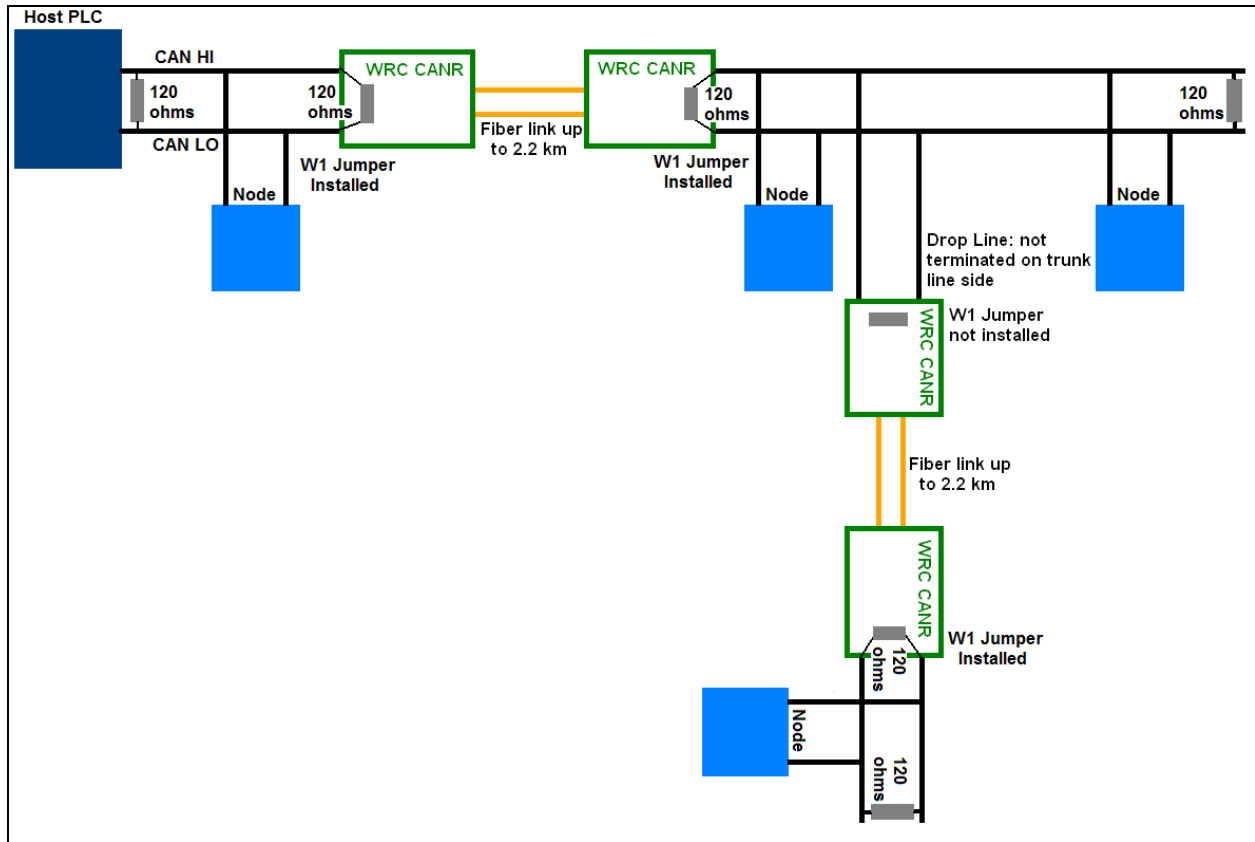 Host PLC
CAN HI
120
ohms
CAN LO
120
ohms
WRC CANR
W1 Jumper
Installed
Fiber link up
to 2.2 km
WRC CANR
120
ohms
W1 Jumper
Installed
120
ohms
Node
Node
Node
Drop Line: not
terminated on trunk
line side
W1 Jumper
not installed
WRC CANR
Fiber link up
to 2.2 km
WRC CANR
W1 Jumper
Installed
120
ohms
Node
120
ohms